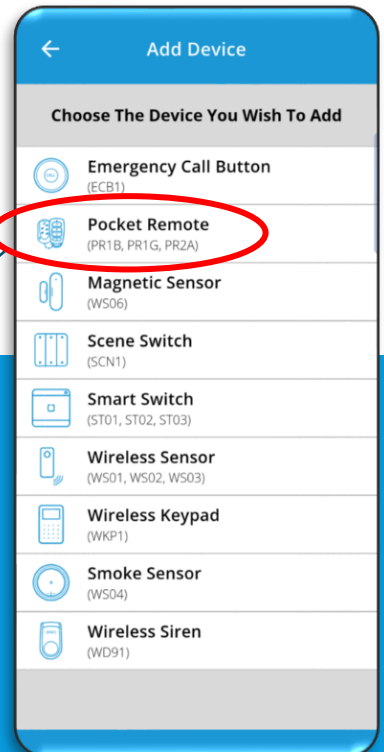 Add Device
Choose The Device You Wish To Add
Emergency Call Button
(ECB1)
Pocket Remote
(PR1B, PR1G, PR2A)
Magnetic Sensor
(WS06)
Scene Switch
(SCN1)
Smart Switch
(ST01, ST02, ST03)
Wireless Sensor
(WS01, WS02, WS03)
Wireless Keypad
(WKP1)
Smoke Sensor
(WS04)
Wireless Siren
(WD91)